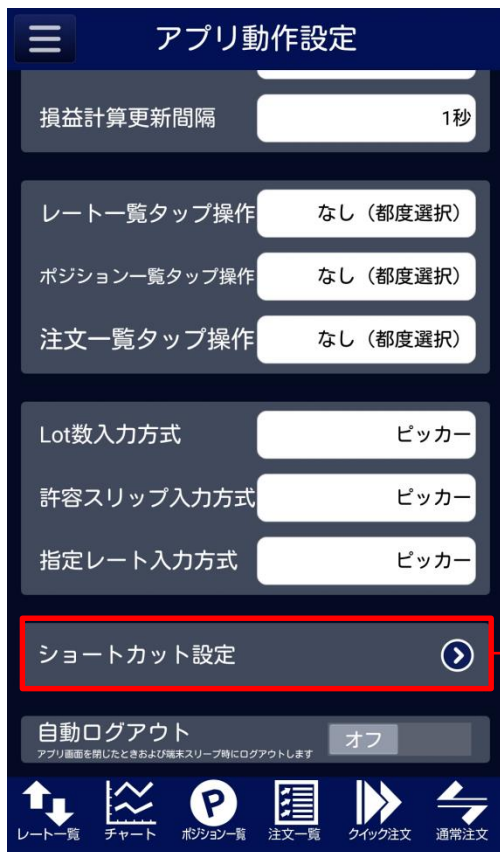 アプリ動作設定
損益計算更新間隔 1秒
レート一覧タップ操作 なし（都度選択）
ポジション一覧タップ操作 なし（都度選択）
注文一覧タップ操作 なし（都度選択）
Lot数入力方式 ピッカー
許容スリップ入力方式 ピッカー
指定レート入力方式 ピッカー
ショートカット設定
自動ログアウト オフ
アプリ画面を閉じたときおよび端末スリープ時にログアウトします
P
レート一覧 チャート ポジション一覧 注文一覧 クイック注文 通常注文